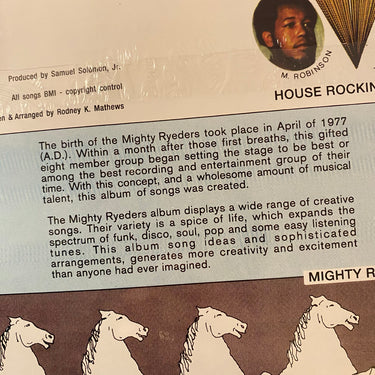 M. ROBINSON
Produced by Samuel Solomon, Jr.
All songs BMI - copyright control
& Arranged by Rodney K. Mathews
HOUSE ROCKIN
The birth of the Mighty Ryeders took place in April of 1977
(A.D.). Within a month after those first breaths, this gifted
eight member group began setting the stage to be best or
among the best recording and entertainment group of their
time. With this concept, and a wholesome amount of musical
talent, this album of songs was created.
The Mighty Ryeders album displays a wide range of creative
songs. Their variety is a spice of life, which expands the
spectrum of funk, disco, soul, pop and some easy listening
tunes. This album song ideas and sophisticated
arrangements, generates more creativity and excitement
than anyone had ever imagined.
MIGHTY R